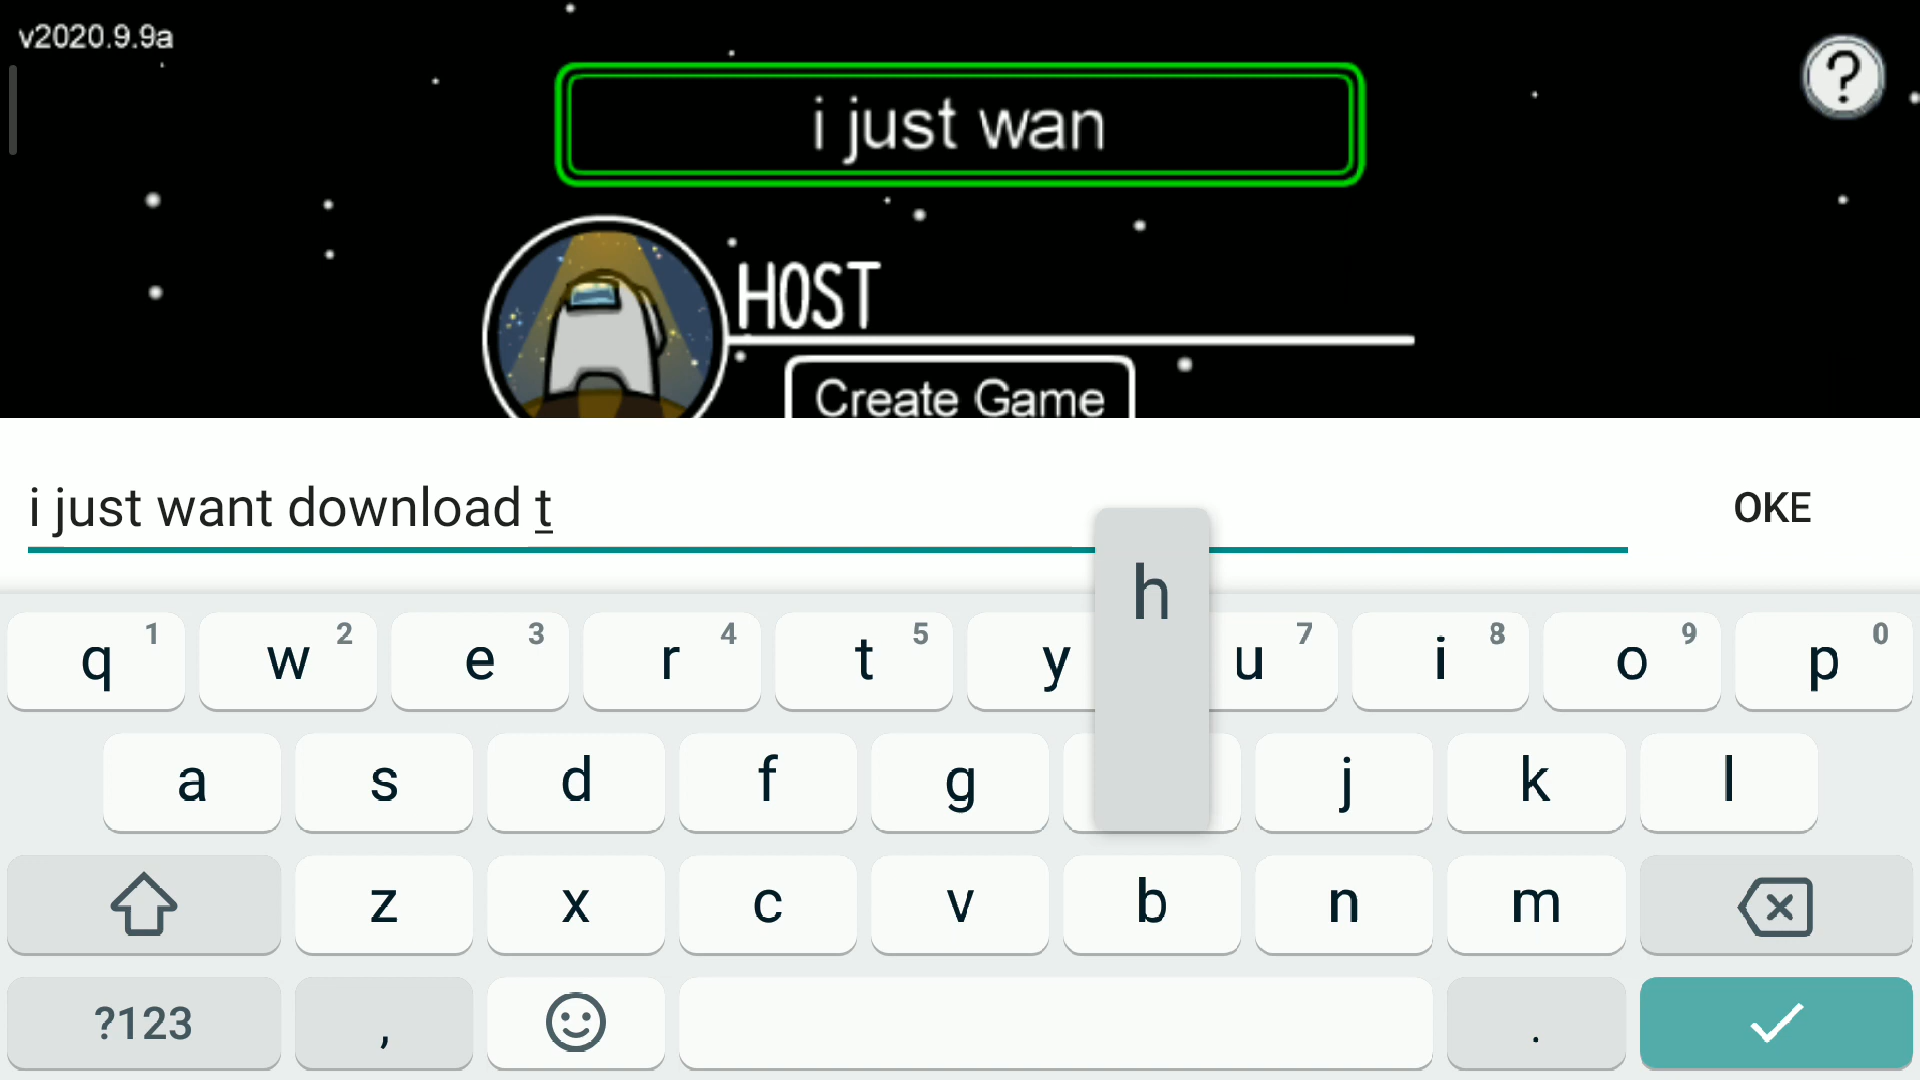 v2020.9.9a
?
i just wan
HOST
Create Game
i just want download t
OKE
h
q 1 w 2 e 3 r 4 t 5 y u 7 i 8 o 9 p 0
a s d f g j k l
z x c v b n m
?123 , .